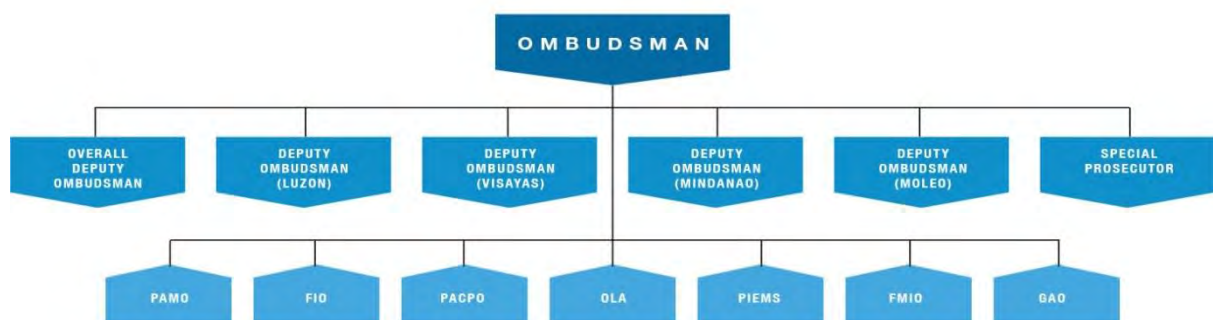 OMBUDSMAN
OVERALL
DEPUTY
OMBUDSMAN
DEPUTY
OMBUDSMAN
(LUZON)
DEPUTY
OMBUDSMAN
(VISAYAS)
DEPUTY
OMBUDSMAN
(MINDANAO)
DEPUTY
OMBUDSMAN
(MOLEO)
SPECIAL
PROSECUTOR
PAMO
FIO
PACPO
OLA
PIEMS
FMIO
GAO